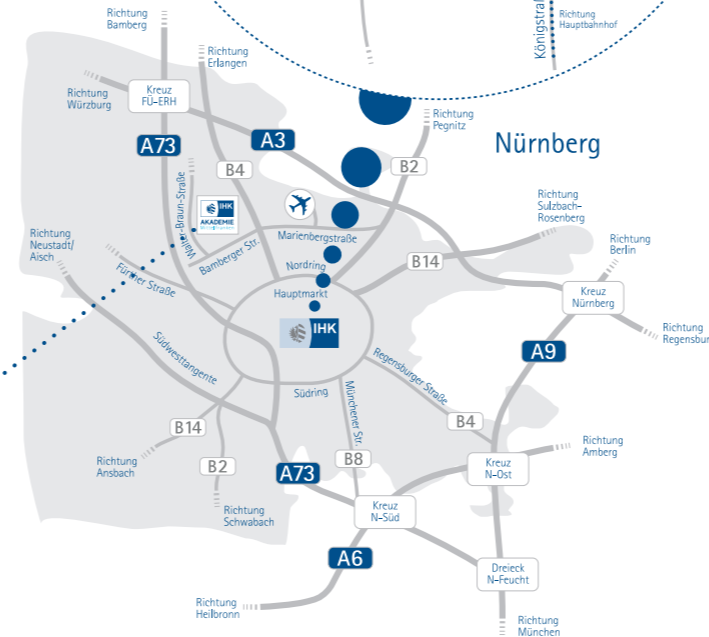 Richtung
Bamberg
Königstraß
Richtung
Hauptbahnhof
Richtung
Erlangen
Richtung
Würzburg
Kreuz
FÜ-ERH
Richtung
Pegnitz
A73
A3
Nürnberg
B4
B2
Walter-Braun-Straße
IHK
AKADEMIE
Richtung
Sulzbach-
Rosenberg
Richtung
Neustadt/
Aisch
Marienbergstraße
Bamberger Str.
Richtung
Berlin
Nordring
B14
Fürther Straße
Hauptmarkt
Kreuz
Nürnberg
IHK
Richtung
Regensbur
Südwesttangente
A9
Regensburger Straße
Südring
Münchener Str.
B14
B4
Richtung
Ansbach
B2
B8
Richtung
Amberg
A73
Kreuz
N-Ost
Richtung
Schwabach
Kreuz
N-Süd
A6
Dreieck
N-Feucht
Richtung
Heilbronn
Richtung
München